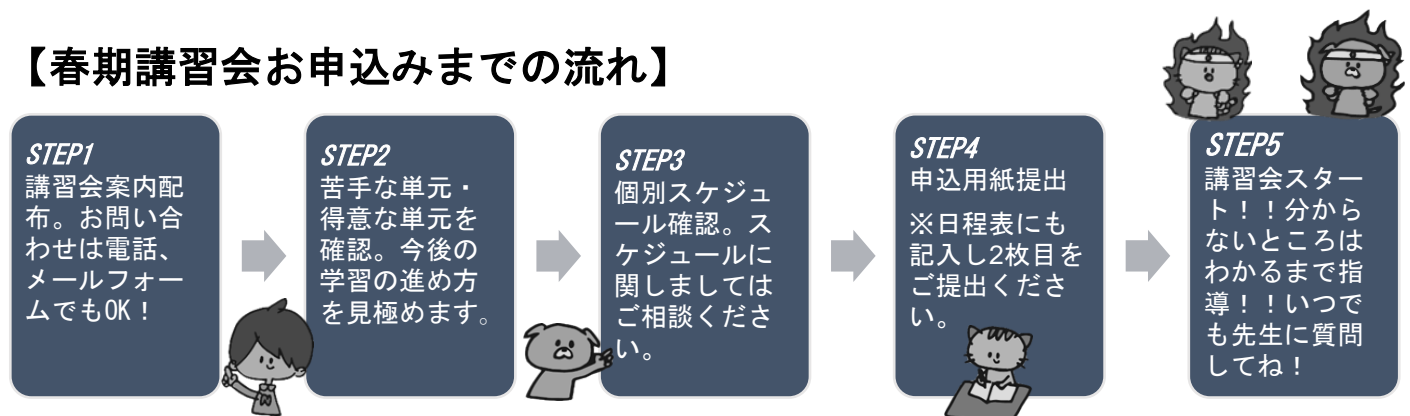 【春期講習会お申込みまでの流れ】
STEP1
講習会案内配
布。お問い合
わせは電話、
メールフォー
ムでもOK！
STEP2
苦手な単元・
得意な単元を
確認。今後の
学習の進め方
を見極めます。
STEP3
個別スケジュ
ール確認。ス
ケジュールに
関しましては
ご相談くださ
い。
STEP4
申込用紙提出
※日程表にも
記入し2枚目を
ご提出くださ
い。
STEP5
講習会スター
ト！！分から
ないところは
わかるまで指
導！！いつで
も先生に質問
してね！